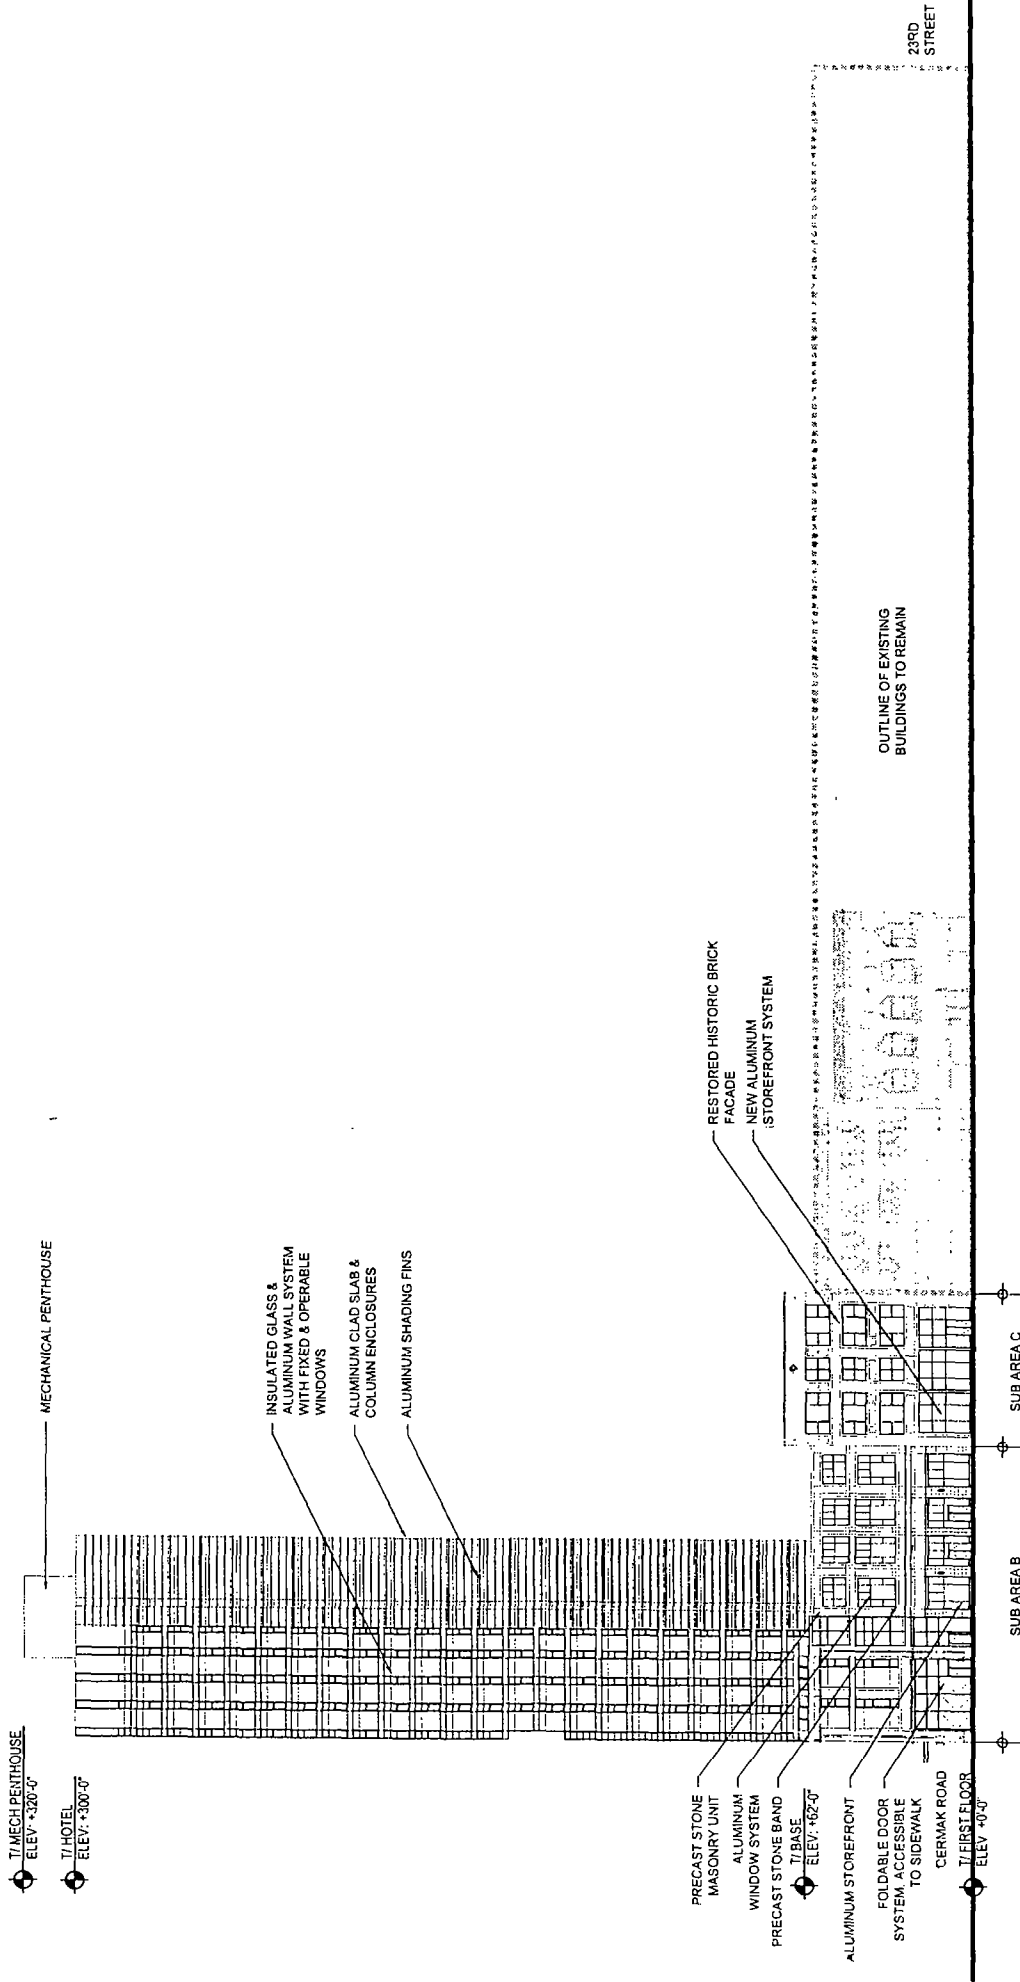 T/ MECH PENTHOUSE
ELEV: +320'-0"
T/ HOTEL
ELEV: +300'-0"
MECHANICAL PENTHOUSE
INSULATED GLASS &
ALUMINUM WALL SYSTEM
WITH FIXED & OPERABLE
WINDOWS
ALUMINUM CLAD SLAB &
COLUMN ENCLOSURES
ALUMINUM SHADING FINS
RESTORED HISTORIC BRICK
FACADE
NEW ALUMINUM
STOREFRONT SYSTEM
PRECAST STONE
MASONRY UNIT
ALUMINUM
WINDOW SYSTEM
PRECAST STONE BAND
T/ BASE
ELEV: +62'-0"
ALUMINUM STOREFRONT
FOLDABLE DOOR
SYSTEM, ACCESSIBLE
TO SIDEWALK
CERMAK ROAD
T/ FIRST FLOOR
ELEV +0'-0"
OUTLINE OF EXISTING
BUILDINGS TO REMAIN
23RD
STREET
SUB AREA B
SUB AREA C